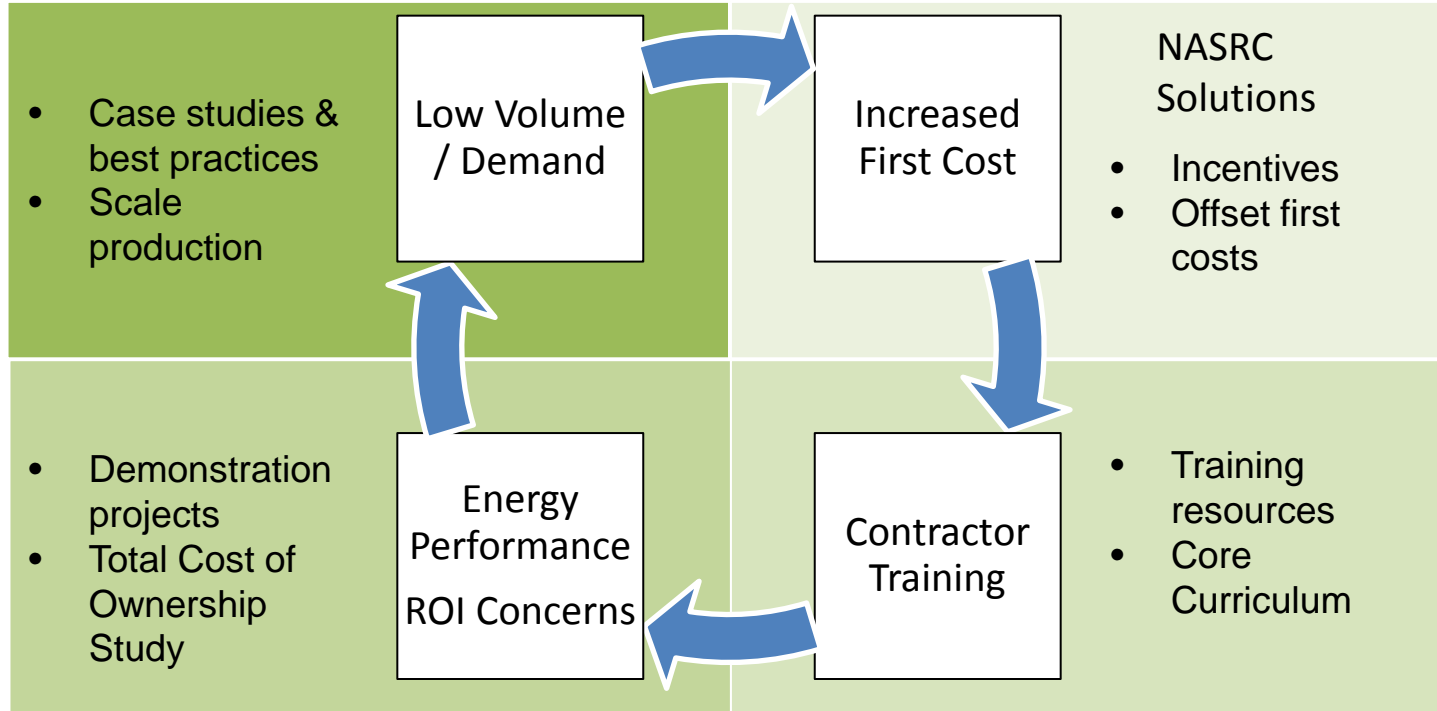 • Case studies &
best practices
• Scale
production
Low Volume
/ Demand
Increased
First Cost
NASRC
Solutions
• Incentives
• Offset first
costs
• Demonstration
projects
• Total Cost of
Ownership
Study
Energy
Performance
ROI Concerns
Contractor
Training
• Training
resources
• Core
Curriculum